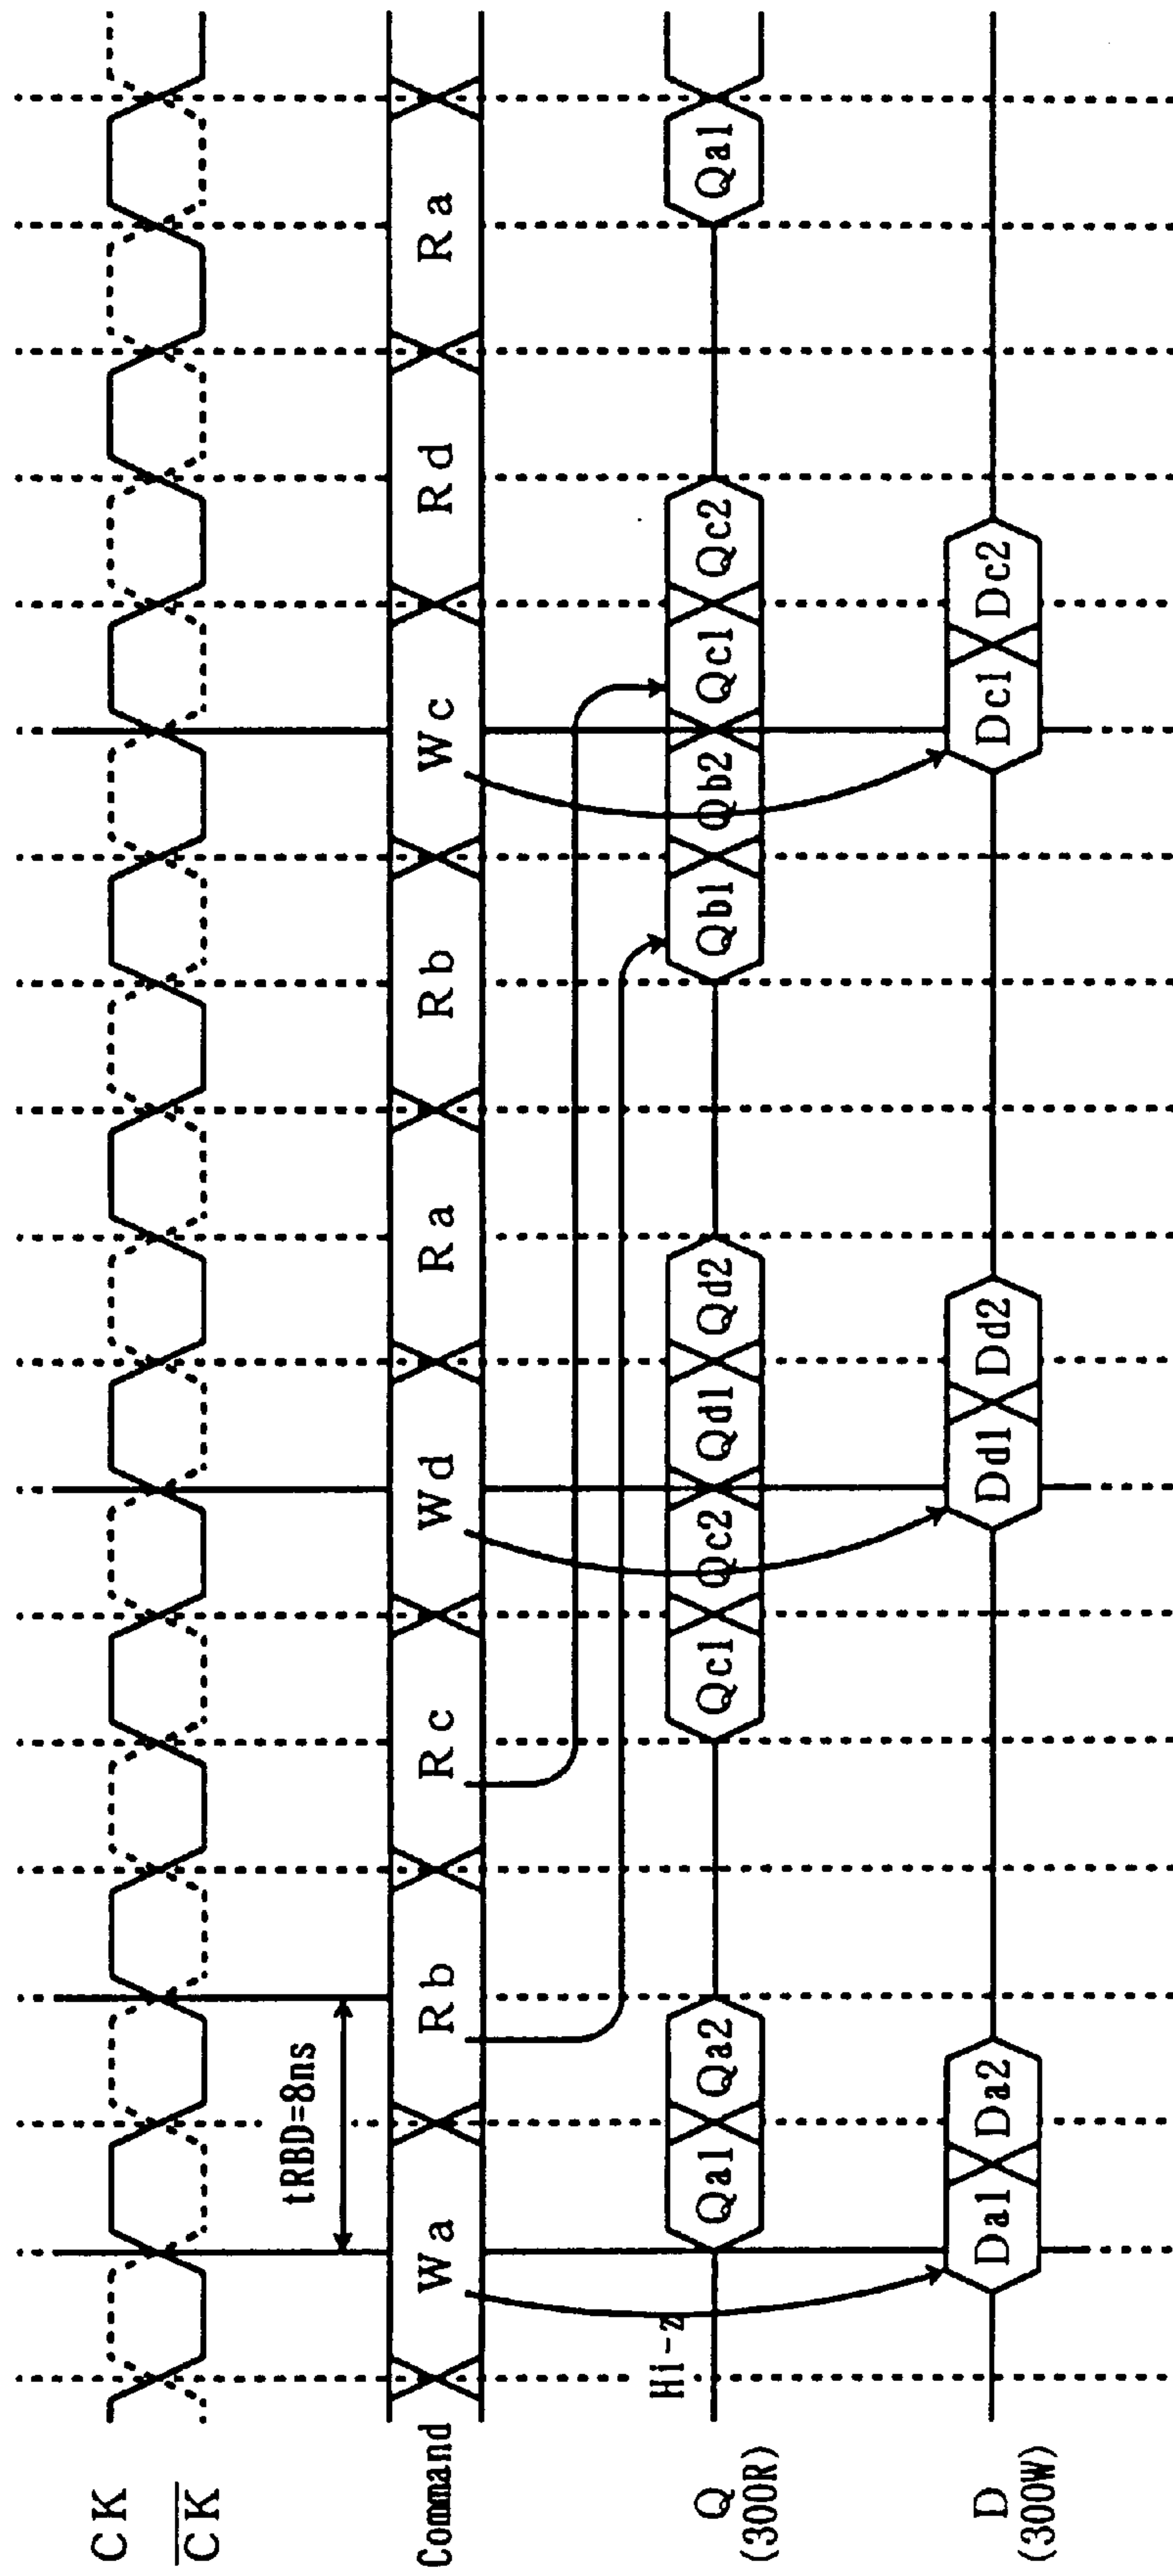 CK
CK
tRBD=8ns
Command
Wa
Rb
Rc
Wd
Ra
Rb
Wc
Rd
Ra
Hi-z
Q
(300R)
Qa1
Qa2
Qc1
Qc2
Qd1
Qd2
Qb1
Qb2
Qc1
Qc2
Qa1
D
(300W)
Da1
Da2
Dd1
Dd2
Dc1
Dc2